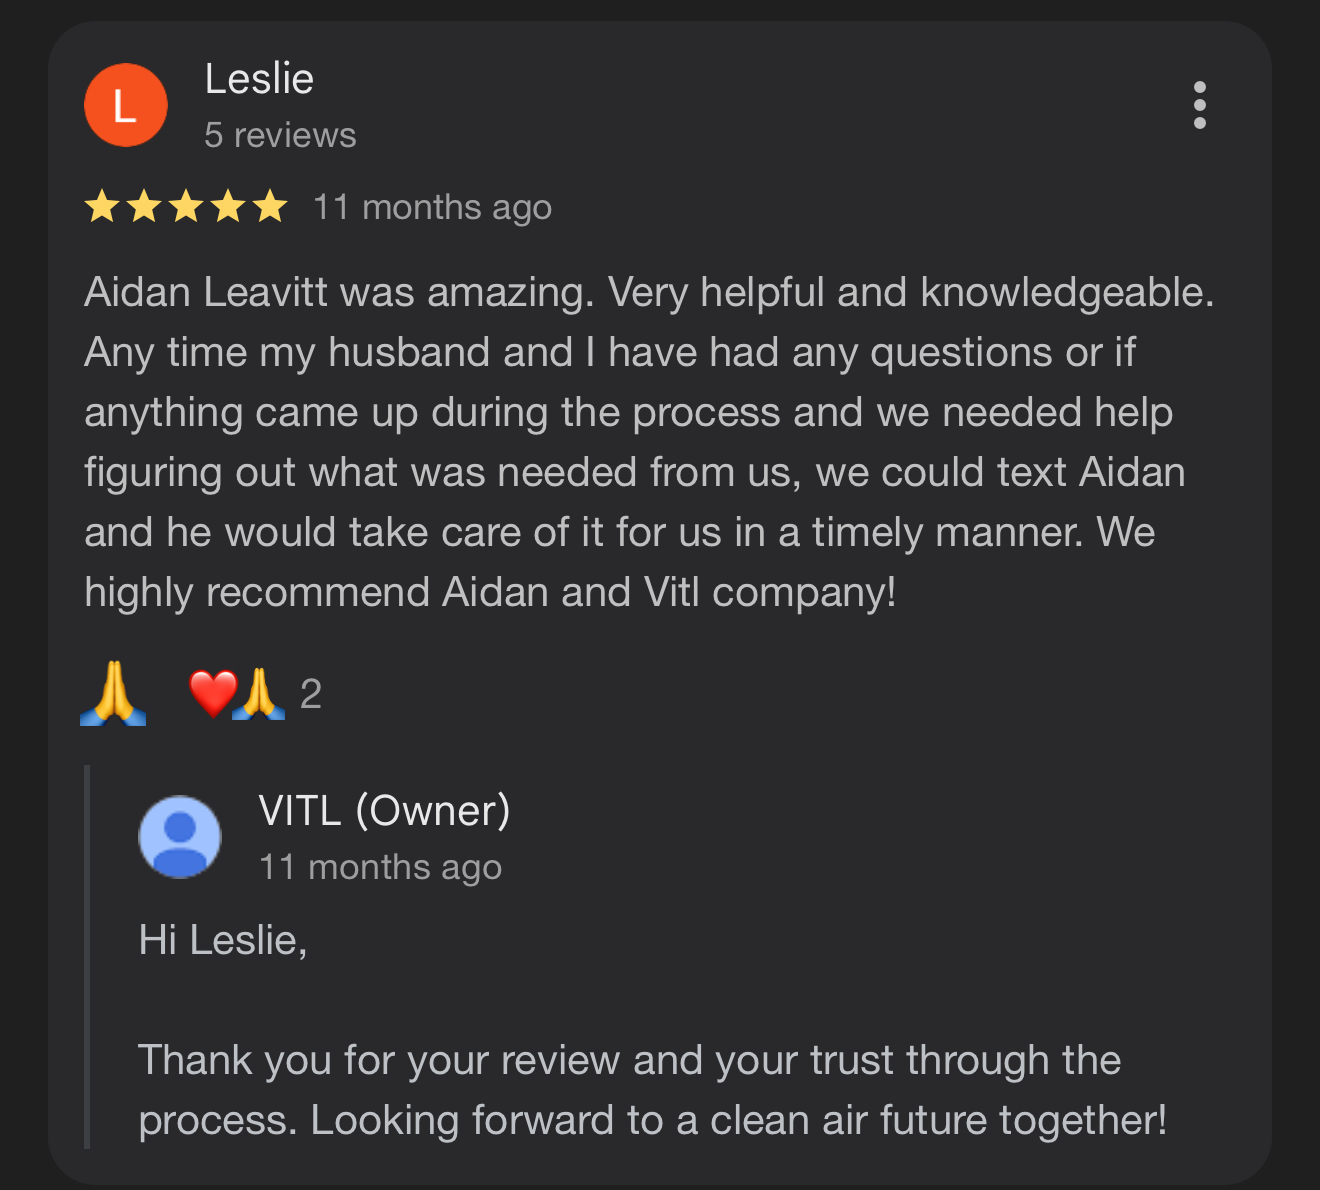 L
Leslie
5 reviews
11 months ago
Aidan Leavitt was amazing. Very helpful and knowledgeable.
Any time my husband and I have had any questions or if
anything came up during the process and we needed help
figuring out what was needed from us, we could text Aidan
and he would take care of it for us in a timely manner. We
highly recommend Aidan and Vitl company!
🙏 ❤️🙏 2
VITL (Owner)
11 months ago
Hi Leslie,
Thank you for your review and your trust through the
process. Looking forward to a clean air future together!